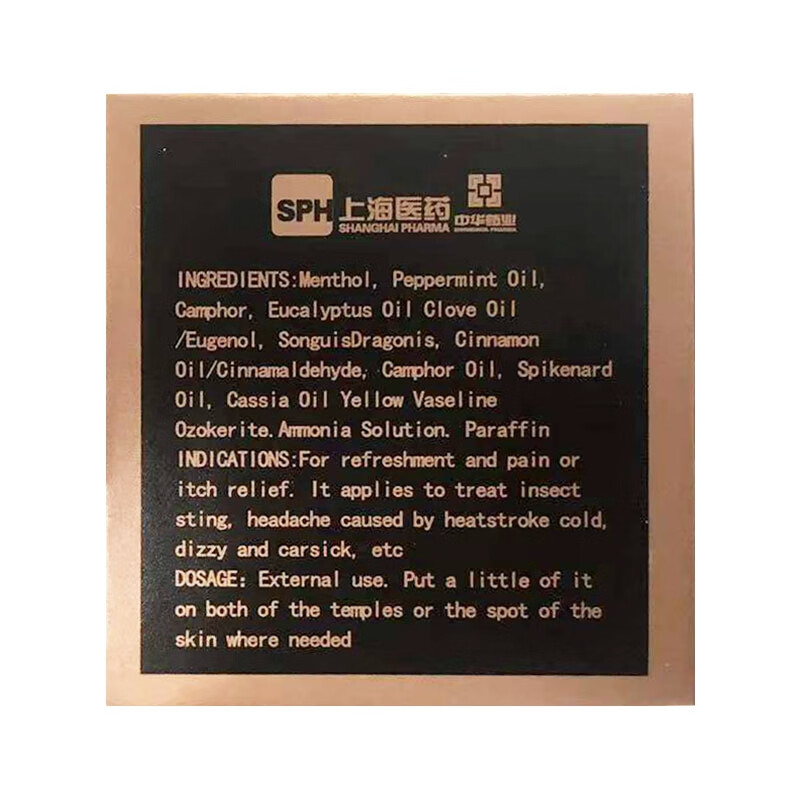 SPH 上海医药 中华药业
SHANGHAI PHARMA
INGREDIENTS:Menthol, Peppermint Oil,
Camphor, Eucalyptus Oil Clove Oil
/Eugenol, SonguisDragonis, Cinnamon
Oil/Cinnamaldehyde, Camphor Oil, Spikenard
Oil, Cassia Oil Yellow Vaseline
Ozokerite.Ammonia Solution. Paraffin
INDICATIONS:For refreshment and pain or
itch relief. It applies to treat insect
sting, headache caused by heatstroke cold,
dizzy and carsick, etc
DOSAGE: External use. Put a little of it
on both of the temples or the spot of the
skin where needed